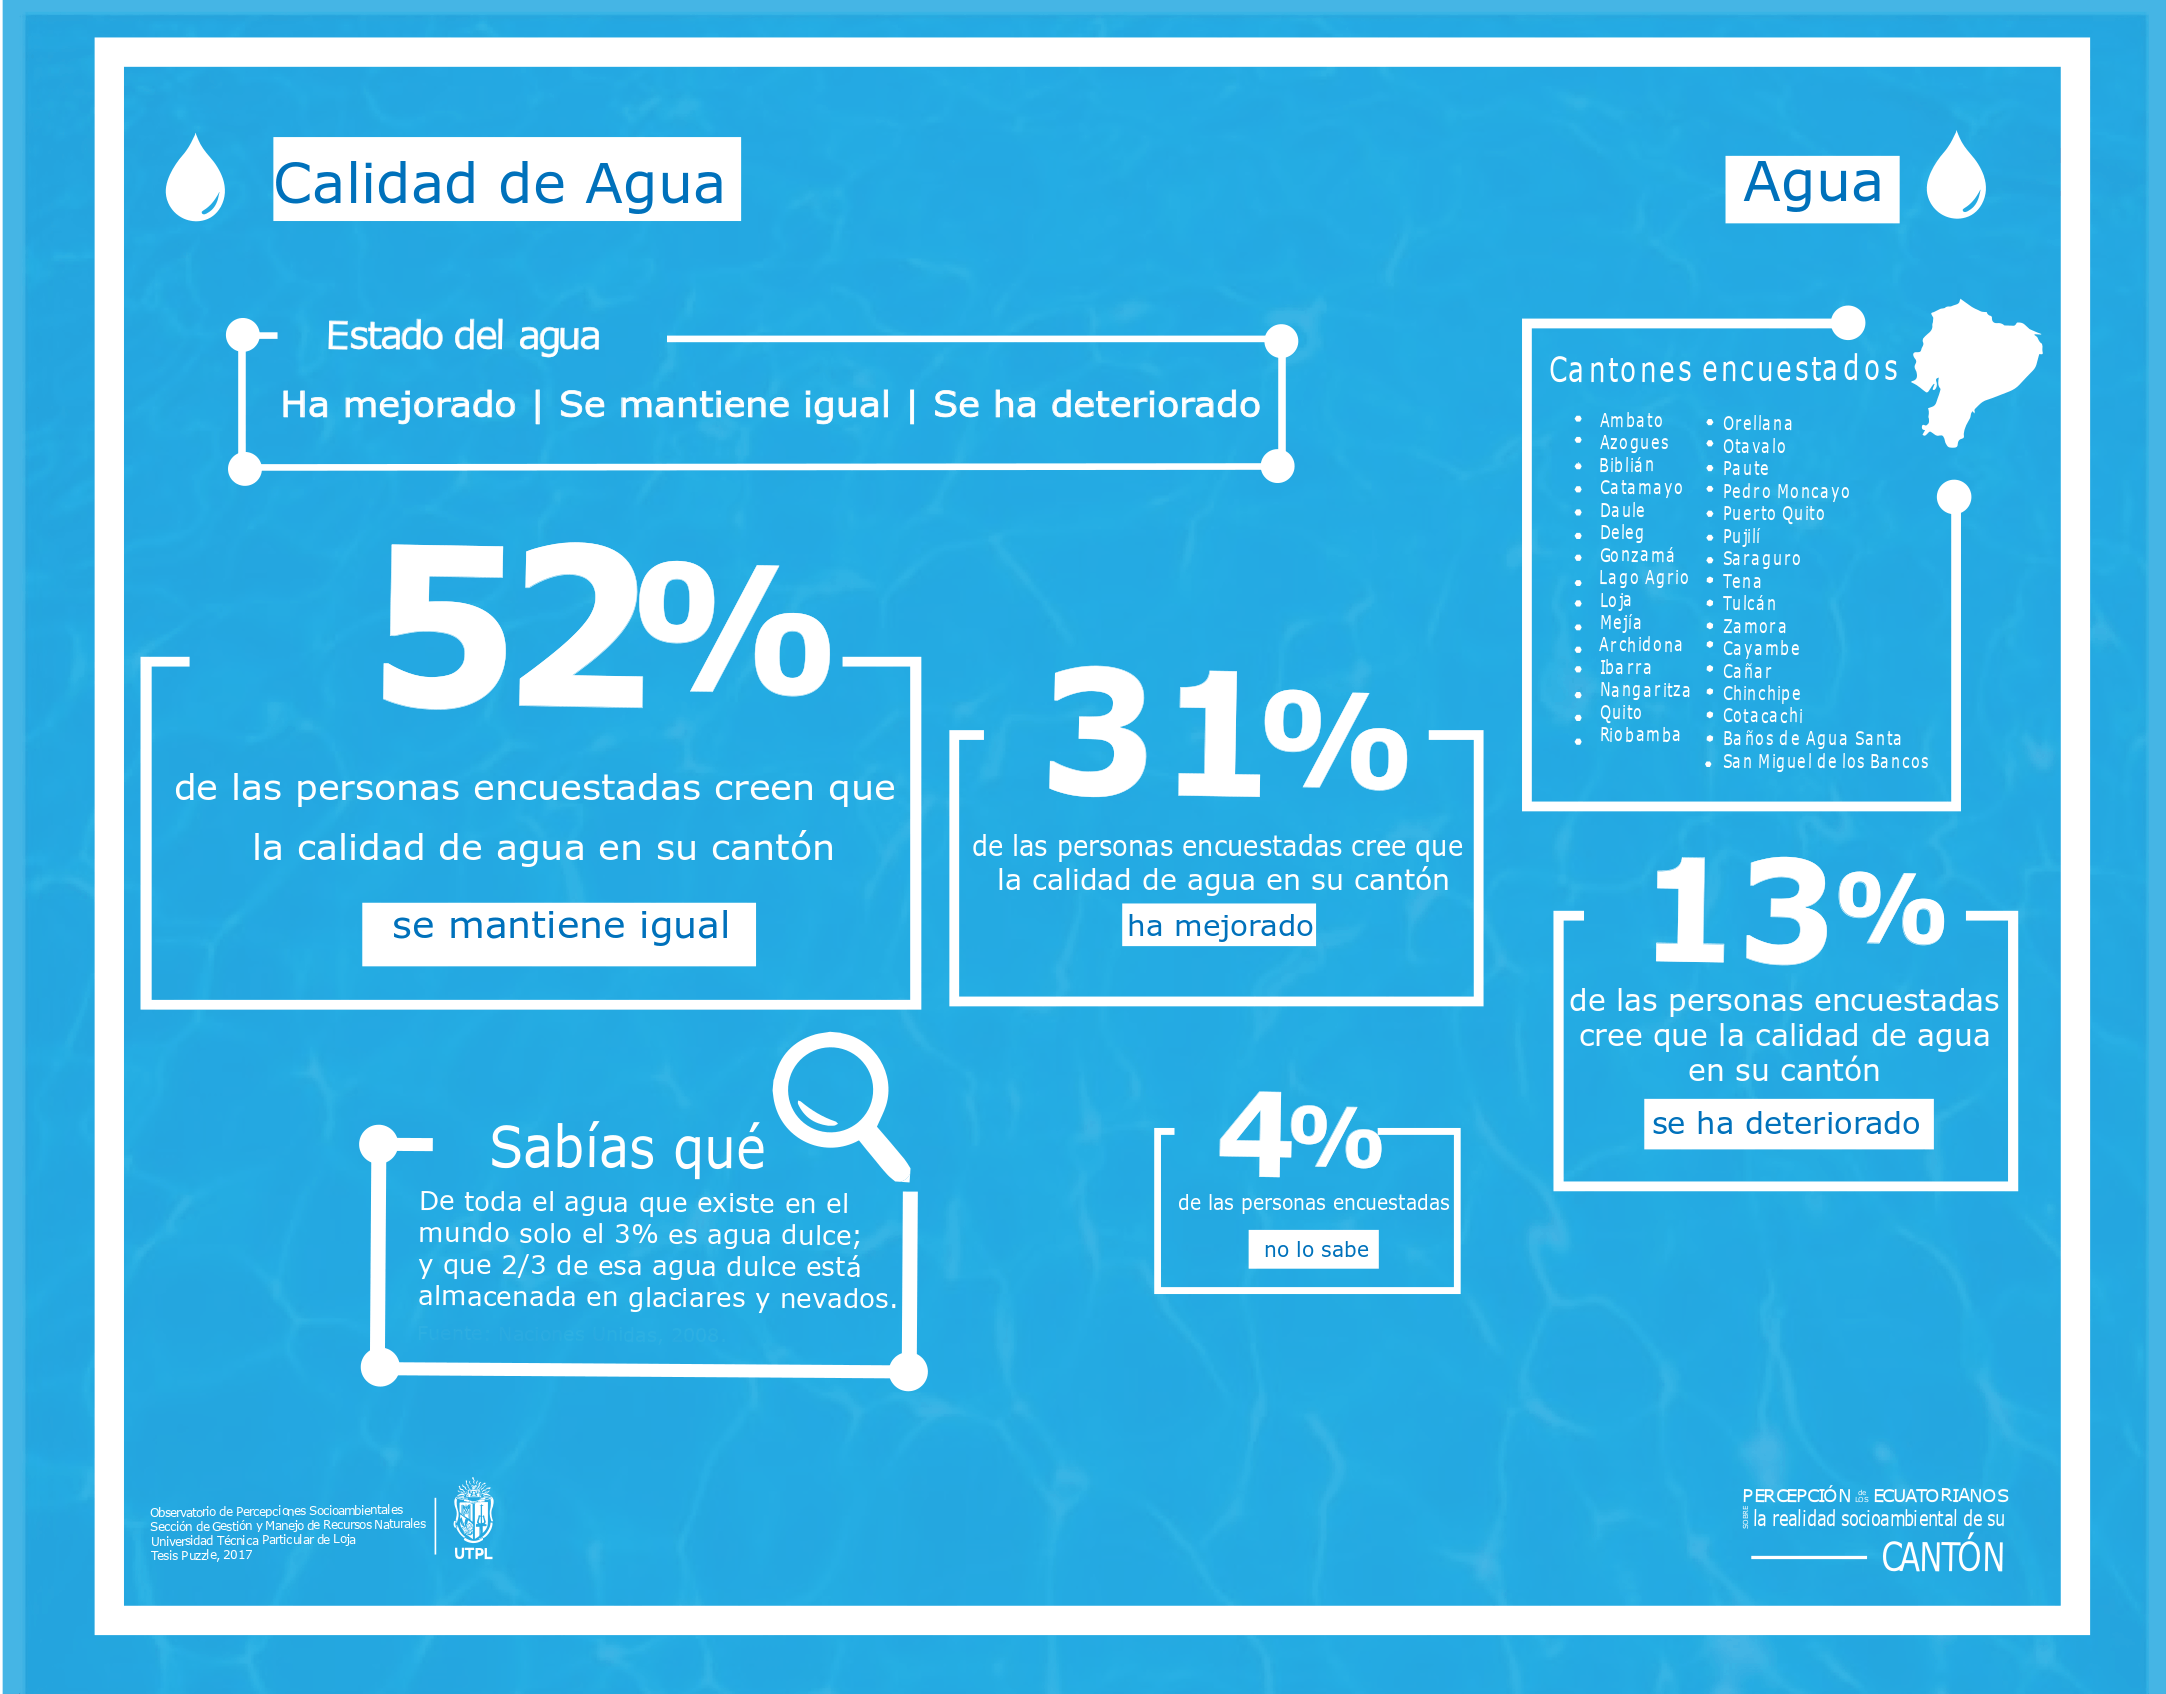 Calidad de Agua
Agua
Estado del agua
Ha mejorado | Se mantiene igual | Se ha deteriorado
Cantones encuestados
• Ambato
• Azogues
• Biblián
• Catamayo
• Daule
• Deleg
• Gonzamá
• Lago Agrio
• Loja
• Mejía
• Archidona
• Ibarra
• Nangaritza
• Quito
• Riobamba
• Orellana
• Otavalo
• Paute
• Pedro Moncayo
• Puerto Quito
• Pujilí
• Saraguro
• Tena
• Tulcán
• Zamora
• Cayambe
• Cañar
• Chinchipe
• Cotacachi
• Baños de Agua Santa
• San Miguel de los Bancos
52%
de las personas encuestadas creen que
la calidad de agua en su cantón
se mantiene igual
31%
de las personas encuestadas cree que
la calidad de agua en su cantón
ha mejorado
13%
de las personas encuestadas
cree que la calidad de agua
en su cantón
se ha deteriorado
4%
de las personas encuestadas
no lo sabe
Sabías qué
De toda el agua que existe en el
mundo solo el 3% es agua dulce;
y que 2/3 de esa agua dulce está
almacenada en glaciares y nevados.
Fuente: Naciones Unidas, 2008.
Observatorio de Percepciones Socioambientales
Sección de Gestión y Manejo de Recursos Naturales
Universidad Técnica Particular de Loja
Tesis Puzzle, 2017
UTPL
PERCEPCIÓN de LOS ECUATORIANOS
SOBRE la realidad socioambiental de su
CANTÓN